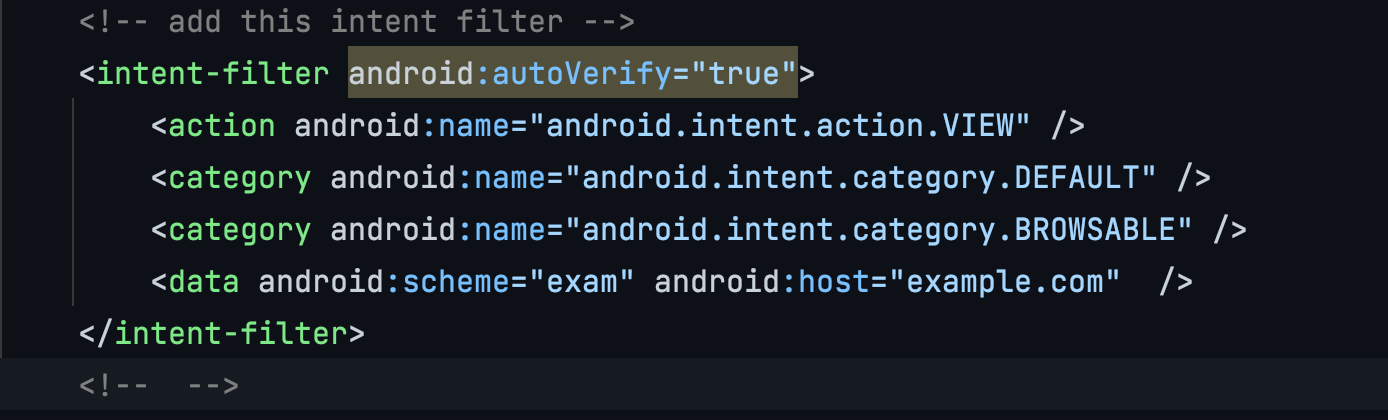 <!-- add this intent filter -->
<intent-filter android:autoVerify="true">
<action android:name="android.intent.action.VIEW" />
<category android:name="android.intent.category.DEFAULT" />
<category android:name="android.intent.category.BROWSABLE" />
<data android:scheme="exam" android:host="example.com"  />
</intent-filter>
<!--  -->